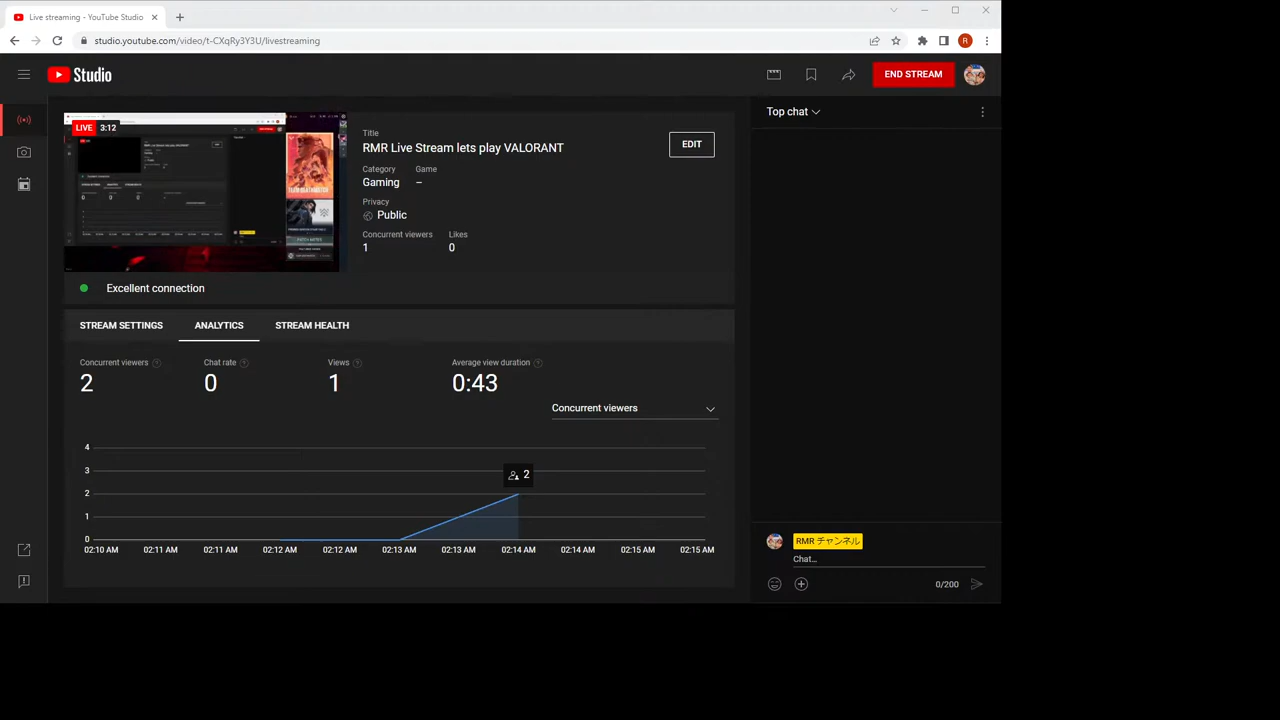 Live streaming - YouTube Studio
studio.youtube.com/video/t-CXqRy3Y3U/livestreaming
R
Studio
END STREAM
LIVE 3:12
Title
RMR Live Stream lets play VALORANT
EDIT
Category Game
Gaming –
Privacy
Public
Concurrent viewers Likes
1 0
Excellent connection
STREAM SETTINGS ANALYTICS STREAM HEALTH
Concurrent viewers Chat rate Views Average view duration
2 0 1 0:43
Concurrent viewers
4
3
2
1
0
2
02:10 AM 02:11 AM 02:11 AM 02:12 AM 02:12 AM 02:13 AM 02:13 AM 02:14 AM 02:14 AM 02:15 AM 02:15 AM
Top chat
RMR チャンネル
Chat...
0/200